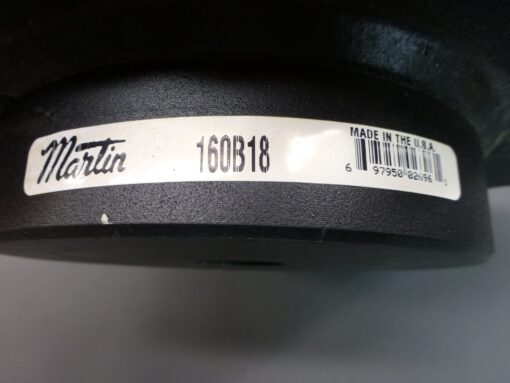 Martin
160B18
MADE IN THE U.S.A.
6 97950 02696